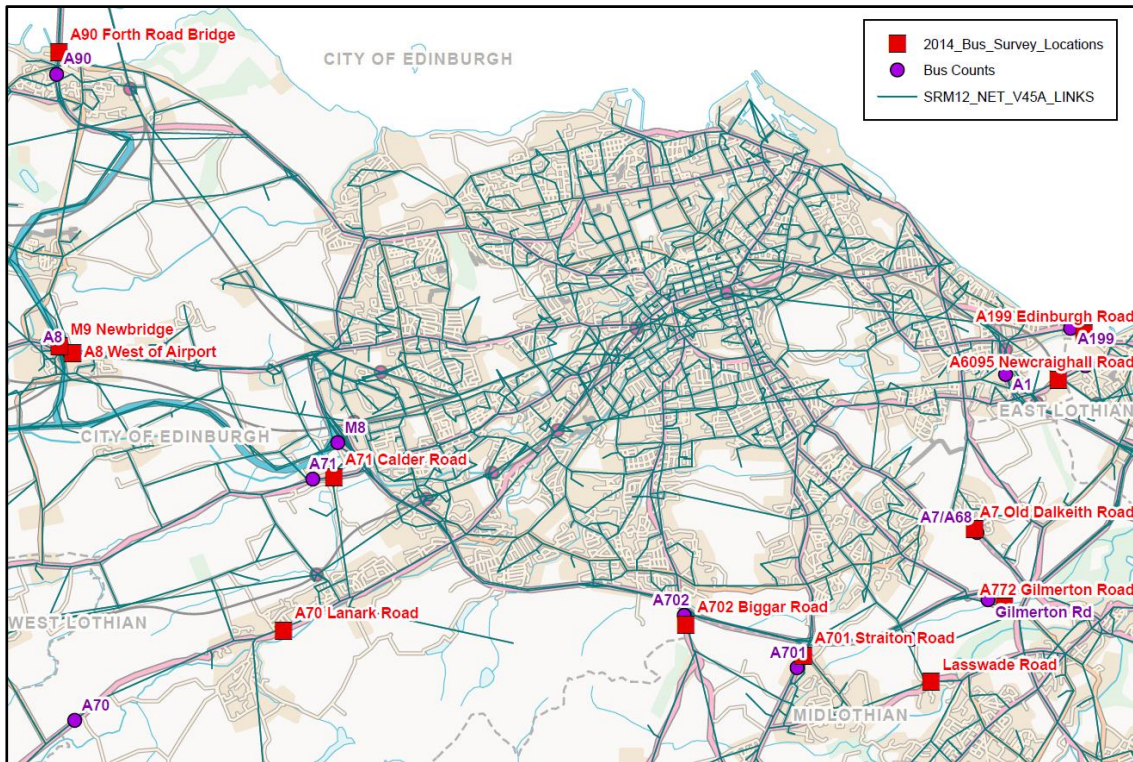 A90 Forth Road Bridge
A90
CITY OF EDINBURGH
2014_Bus_Survey_Locations
Bus Counts
SRM12_NET_V45A_LINKS
M9 Newbridge
A8
A8 West of Airport
A199 Edinburgh Road
A199
A6095 Newcraighall Road
A1
EAST LOTHIAN
CITY OF EDINBURGH
M8
A71
A71 Calder Road
A7/A68
A7 Old Dalkeith Road
A772 Gilmerton Road
Gilmerton Rd
WEST LOTHIAN
A70 Lanark Road
A702
A702 Biggar Road
A701
A701 Straiton Road
Lasswade Road
A70
MIDLOTHIAN